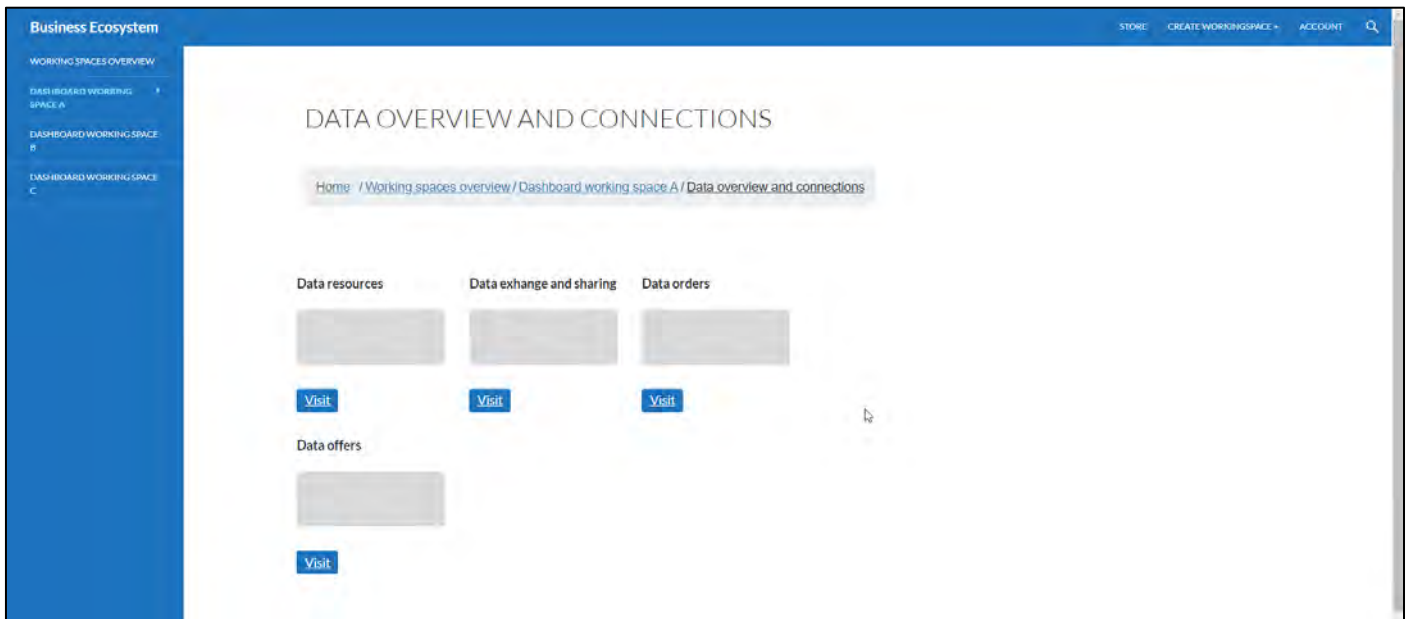 Business Ecosystem
STORE CREATE WORKINGSPACE ACCOUNT
WORKING SPACES OVERVIEW
DASHBOARD WORKING
SPACE A
DASHBOARD WORKING SPACE
B
DASHBOARD WORKING SPACE
C
DATA OVERVIEW AND CONNECTIONS
Home / Working spaces overview / Dashboard working space A / Data overview and connections
Data resources Data exhange and sharing Data orders
Visit Visit Visit
Data offers
Visit